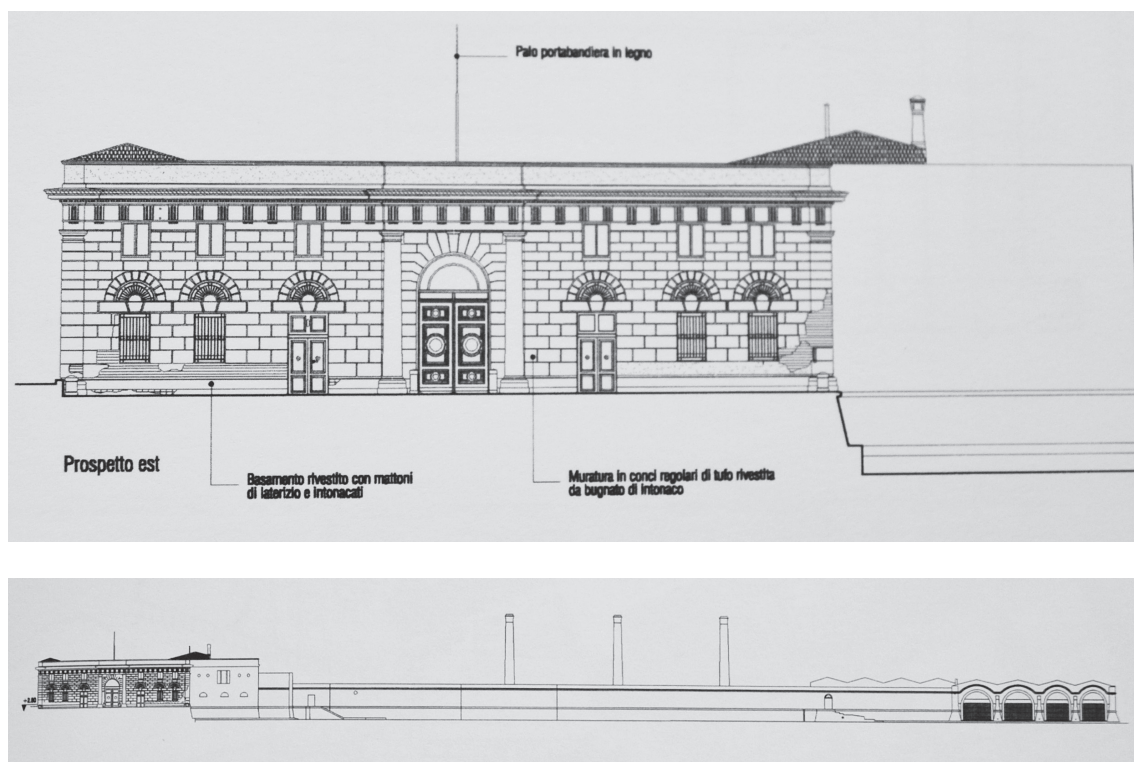 Palo portabandiera in legno
Prospetto est
Basamento rivestito con mattoni
di laterizio e intonacati
Muratura in conci regolari di tufo rivestita
da bugnato di intonaco